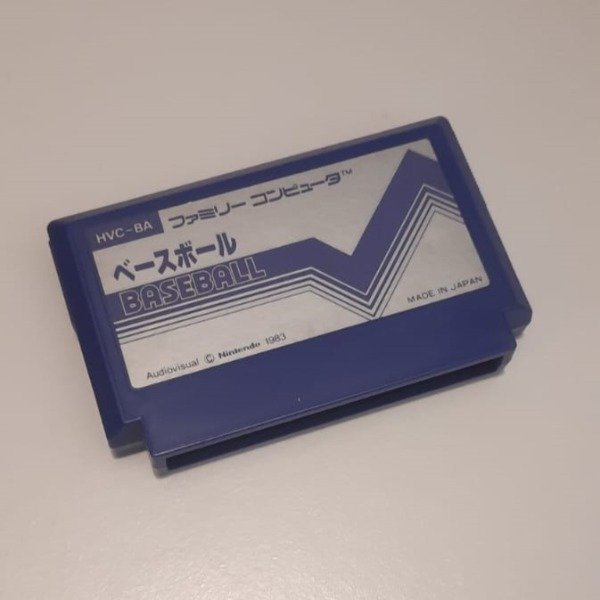 HVC-BA
ファミリー コンピュータ™
ベースボール
BASEBALL
Audiovisual © Nintendo 1983
MADE IN JAPAN